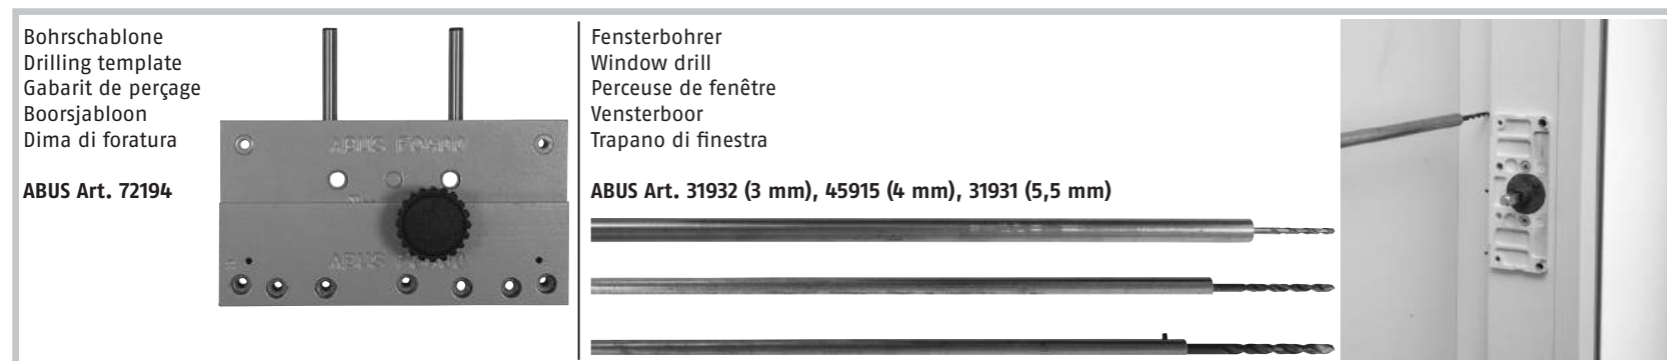 Bohrschablone
Drilling template
Gabarit de perçage
Boorsjabloon
Dima di foratura
ABUS Art. 72194
Fensterbohrer
Window drill
Perceuse de fenêtre
Vensterboor
Trapano di finestra
ABUS Art. 31932 (3 mm), 45915 (4 mm), 31931 (5,5 mm)